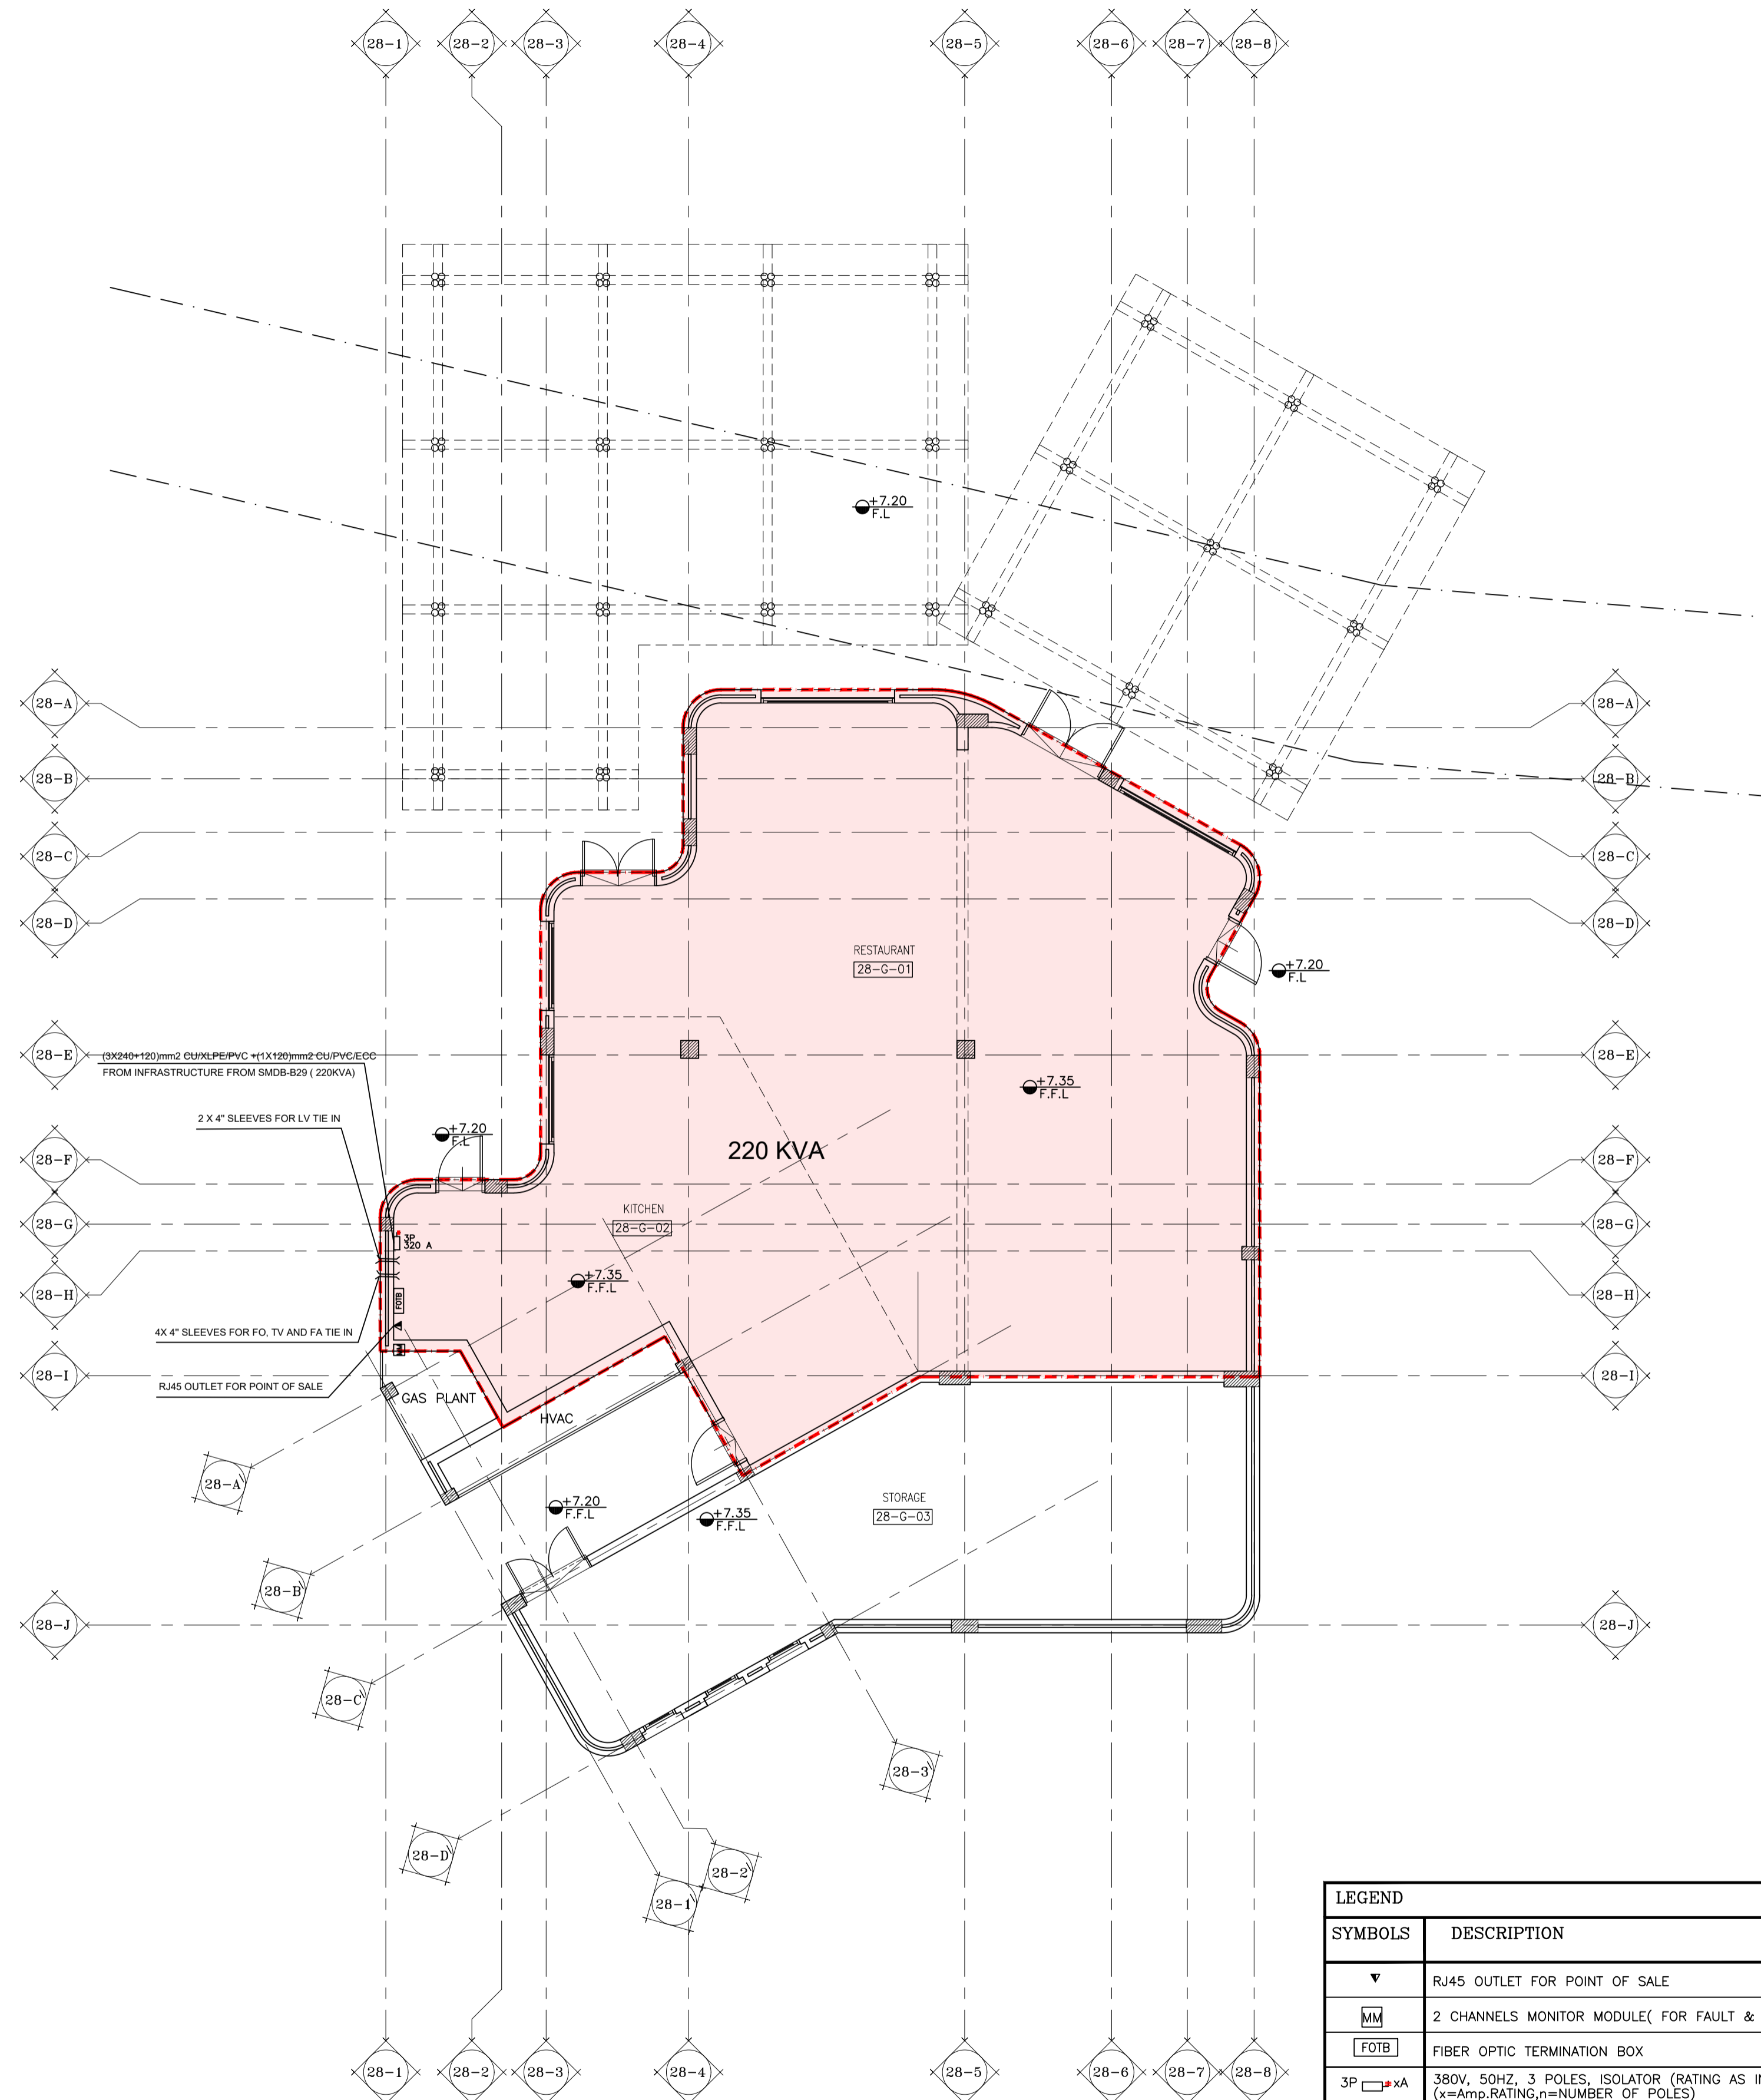 28-1 28-2 28-3 28-4 28-5 28-6 28-7 28-8
+7.20
F.L
28-A 28-A
28-B 28-B
28-C 28-C
28-D 28-D
RESTAURANT
28-G-01
+7.20
F.L
28-E 28-E
(3X240+120)mm2 CU/XLPE/PVC +(1X120)mm2 CU/PVC/ECC
FROM INFRASTRUCTURE FROM SMDB-B29 ( 220KVA)
+7.35
F.F.L
2 X 4" SLEEVES FOR LV TIE IN
+7.20
F.L
220 KVA
28-F 28-F
KITCHEN
28-G-02
28-G 28-G
3P
320 A
+7.35
F.F.L
28-H 28-H
FOTB
4X 4" SLEEVES FOR FO, TV AND FA TIE IN
MM
28-I 28-I
RJ45 OUTLET FOR POINT OF SALE
GAS PLANT
HVAC
28-A'
STORAGE
28-G-03
+7.20
F.F.L
+7.35
F.F.L
28-B'
28-J 28-J
28-C'
28-3'
28-D'
28-2'
28-1'
LEGEND
SYMBOLS DESCRIPTION
RJ45 OUTLET FOR POINT OF SALE
MM 2 CHANNELS MONITOR MODULE( FOR FAULT &
FOTB FIBER OPTIC TERMINATION BOX
3P xA 380V, 50HZ, 3 POLES, ISOLATOR (RATING AS
(x=Amp.RATING,n=NUMBER OF POLES)
28-1 28-2 28-3 28-4 28-5 28-6 28-7 28-8